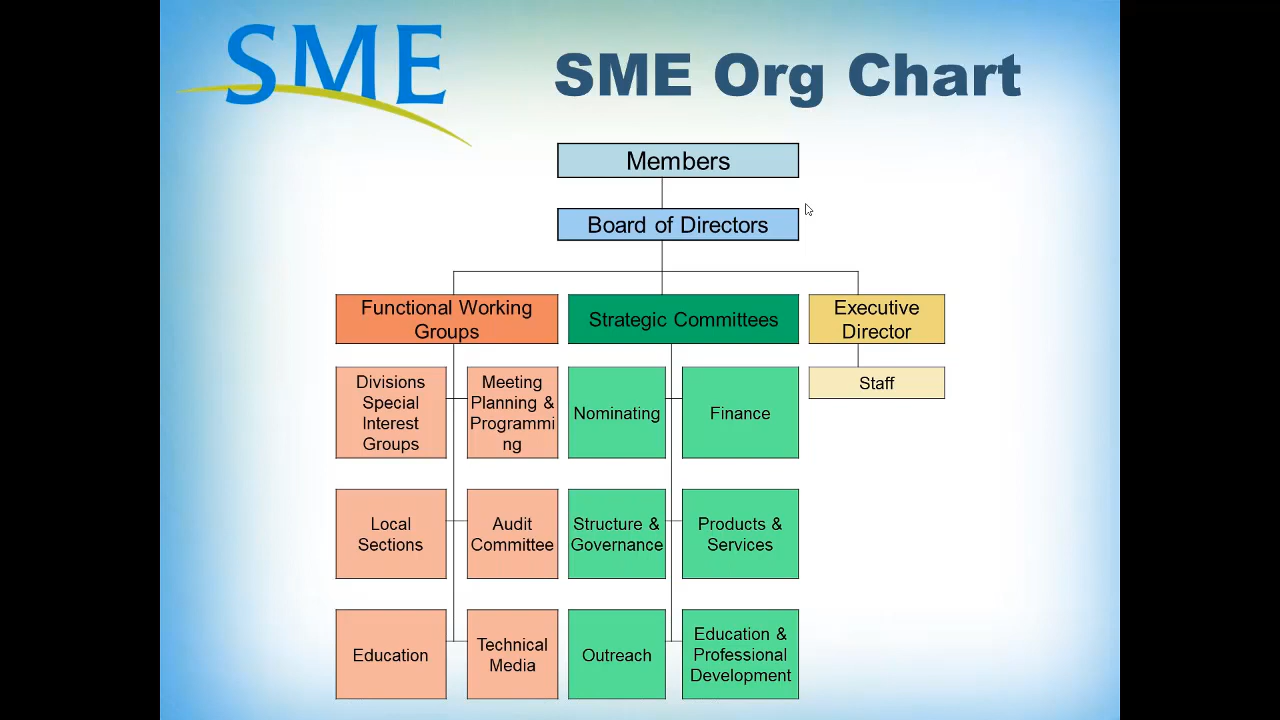 SME
SME Org Chart
Members
Board of Directors
Functional Working
Groups
Strategic Committees
Executive
Director
Divisions
Special
Interest
Groups
Meeting
Planning &
Programmi
ng
Nominating
Finance
Staff
Local
Sections
Audit
Committee
Structure &
Governance
Products &
Services
Education
Technical
Media
Outreach
Education &
Professional
Development